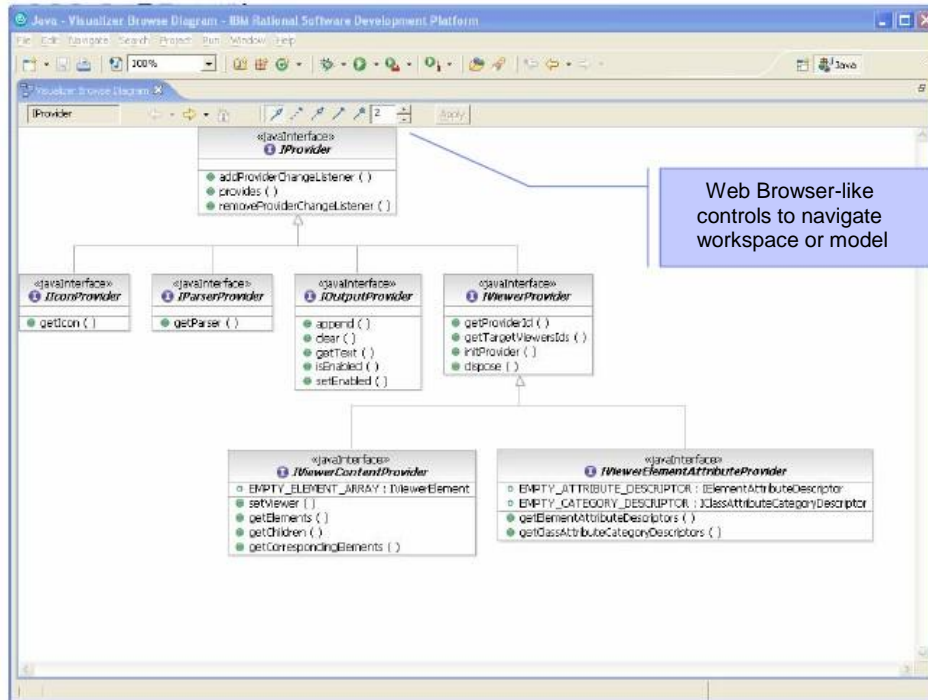 Java - Visualizer Browse Diagram - IBM Rational Software Development Platform
File Edit Navigate Search Project Run Window Help
100%
Java
Visualizer Browse Diagram
IProvider
2
Apply
«JavaInterface»
IProvider
addProviderChangeListener ( )
provides ( )
removeProviderChangeListener ( )
Web Browser-like
controls to navigate
workspace or model
«JavaInterface»
IIconProvider
getIcon ( )
«JavaInterface»
IParserProvider
getParser ( )
«JavaInterface»
IOutputProvider
append ( )
clear ( )
getText ( )
isEnabled ( )
setEnabled ( )
«JavaInterface»
IViewerProvider
getProviderId ( )
getTargetViewersIds ( )
initProvider ( )
dispose ( )
«JavaInterface»
IViewerContentProvider
EMPTY_ELEMENT_ARRAY : IViewerElement
setViewer ( )
getElements ( )
getChildren ( )
getCorrespondingElements ( )
«JavaInterface»
IViewerElementAttributeProvider
EMPTY_ATTRIBUTE_DESCRIPTOR : IElementAttributeDescriptor
EMPTY_CATEGORY_DESCRIPTOR : IClassAttributeCategoryDescriptor
getElementAttributeDescriptors ( )
getClassAttributeCategoryDescriptors ( )